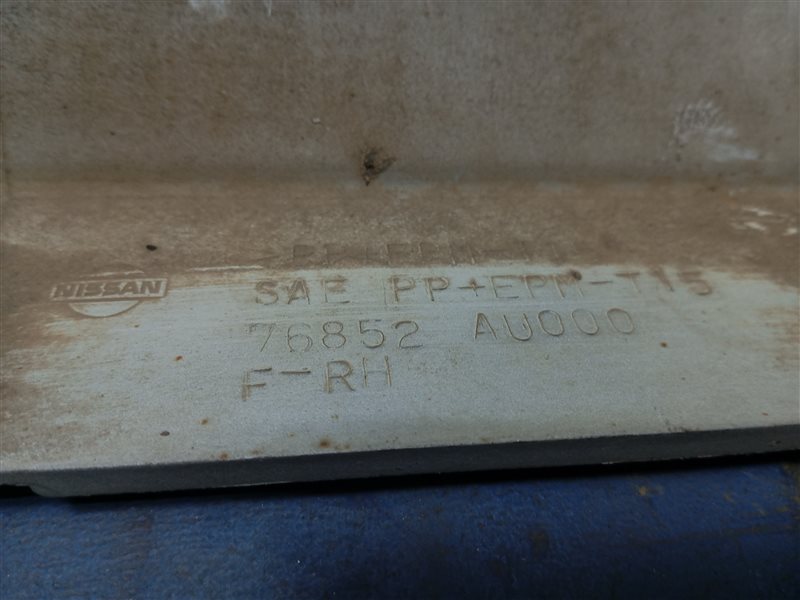 NISSAN
SAE PP+EPM-T15
76852 AU000
F-RH